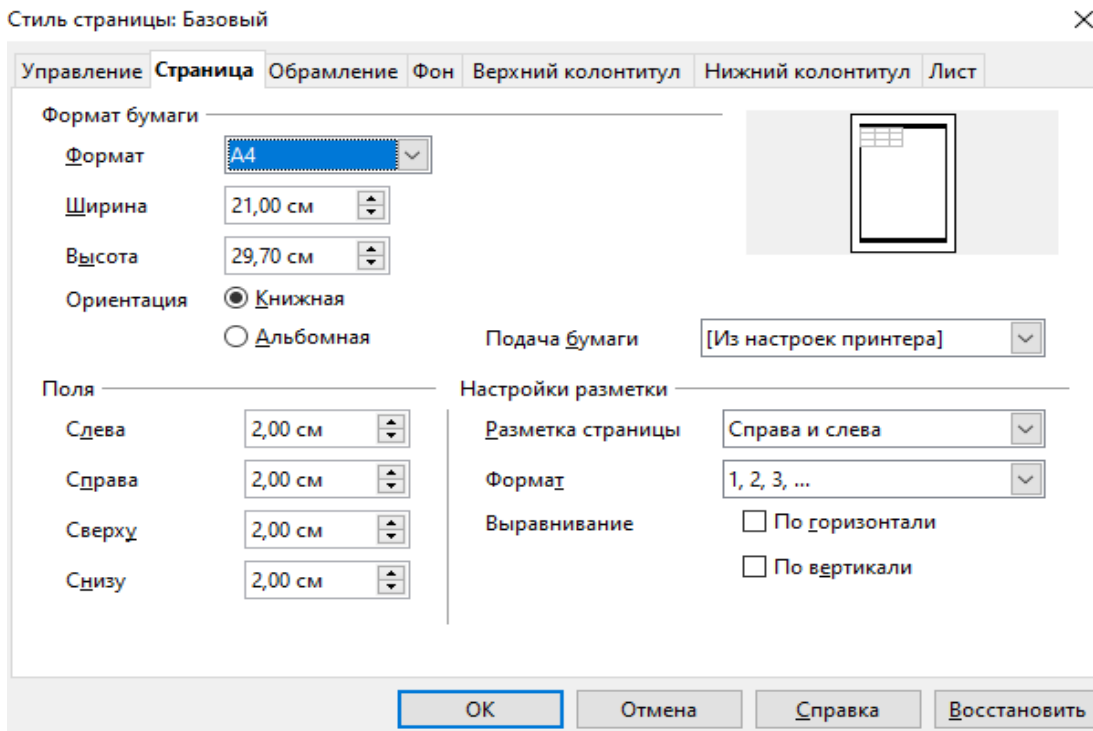 Стиль страницы: Базовый
Управление Страница Обрамление Фон Верхний колонтитул Нижний колонтитул Лист
Формат бумаги
Формат A4
Ширина 21,00 см
Высота 29,70 см
Ориентация Книжная
Альбомная Подача бумаги [Из настроек принтера]
Поля Настройки разметки
Слева 2,00 см Разметка страницы Справа и слева
Справа 2,00 см Формат 1, 2, 3, ...
Сверху 2,00 см Выравнивание По горизонтали
Снизу 2,00 см По вертикали
ОК Отмена Справка Восстановить